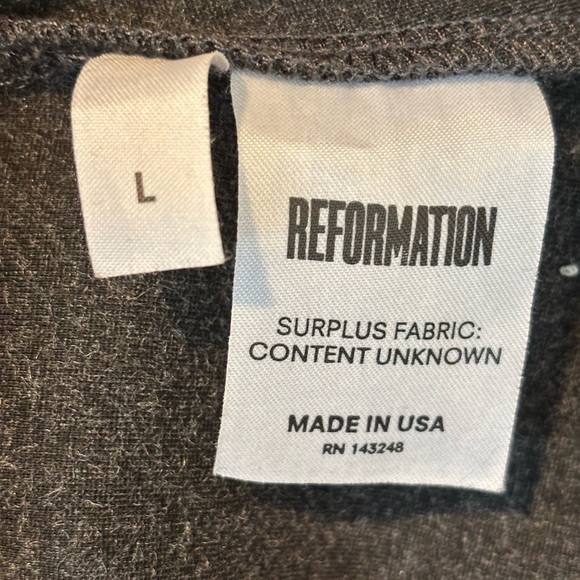 L
REFORMATION
SURPLUS FABRIC:
CONTENT UNKNOWN
MADE IN USA
RN 143248